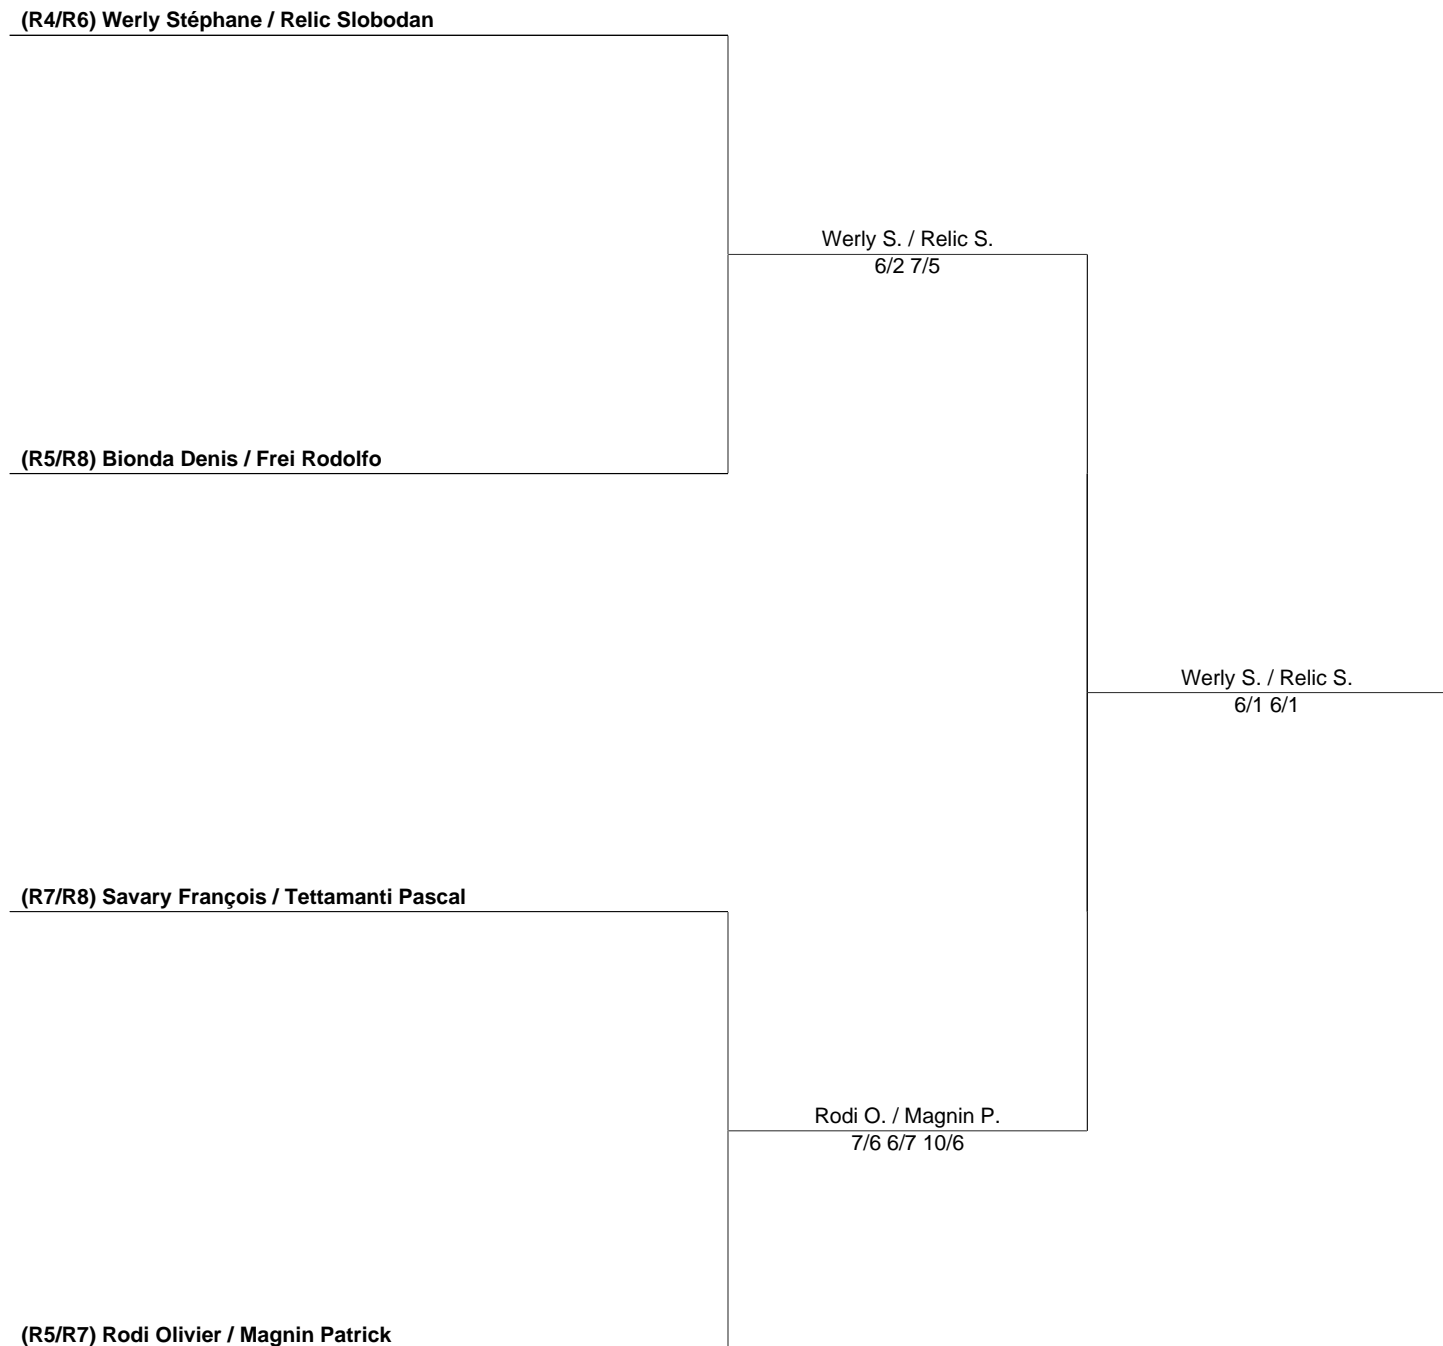 (R4/R6) Werly Stéphane / Relic Slobodan
Werly S. / Relic S.
6/2 7/5
(R5/R8) Bionda Denis / Frei Rodolfo
Werly S. / Relic S.
6/1 6/1
(R7/R8) Savary François / Tettamanti Pascal
Rodi O. / Magnin P.
7/6 6/7 10/6
(R5/R7) Rodi Olivier / Magnin Patrick